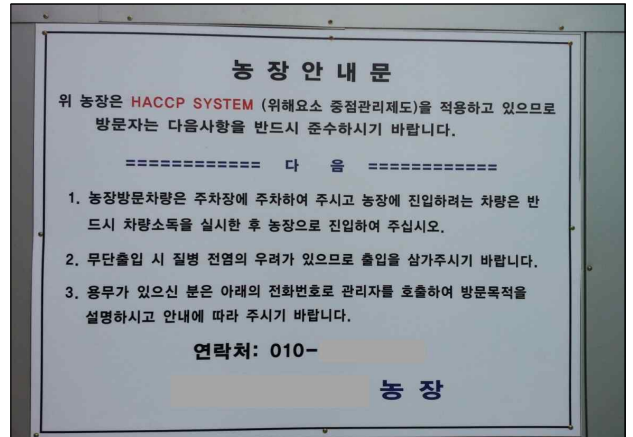 농 장 안 내 문
위 농장은 HACCP SYSTEM (위해요소 중점관리제도)을 적용하고 있으므로
방문자는 다음사항을 반드시 준수하시기 바랍니다.
============ 다 음 ============
1. 농장방문차량은 주차장에 주차하여 주시고 농장에 진입하려는 차량은 반
드시 차량소독을 실시한 후 농장으로 진입하여 주십시오.
2. 무단출입 시 질병 전염의 우려가 있으므로 출입을 삼가주시기 바랍니다.
3. 용무가 있으신 분은 아래의 전화번호로 관리자를 호출하여 방문목적을
설명하시고 안내에 따라 주시기 바랍니다.
연락처: 010-
농 장